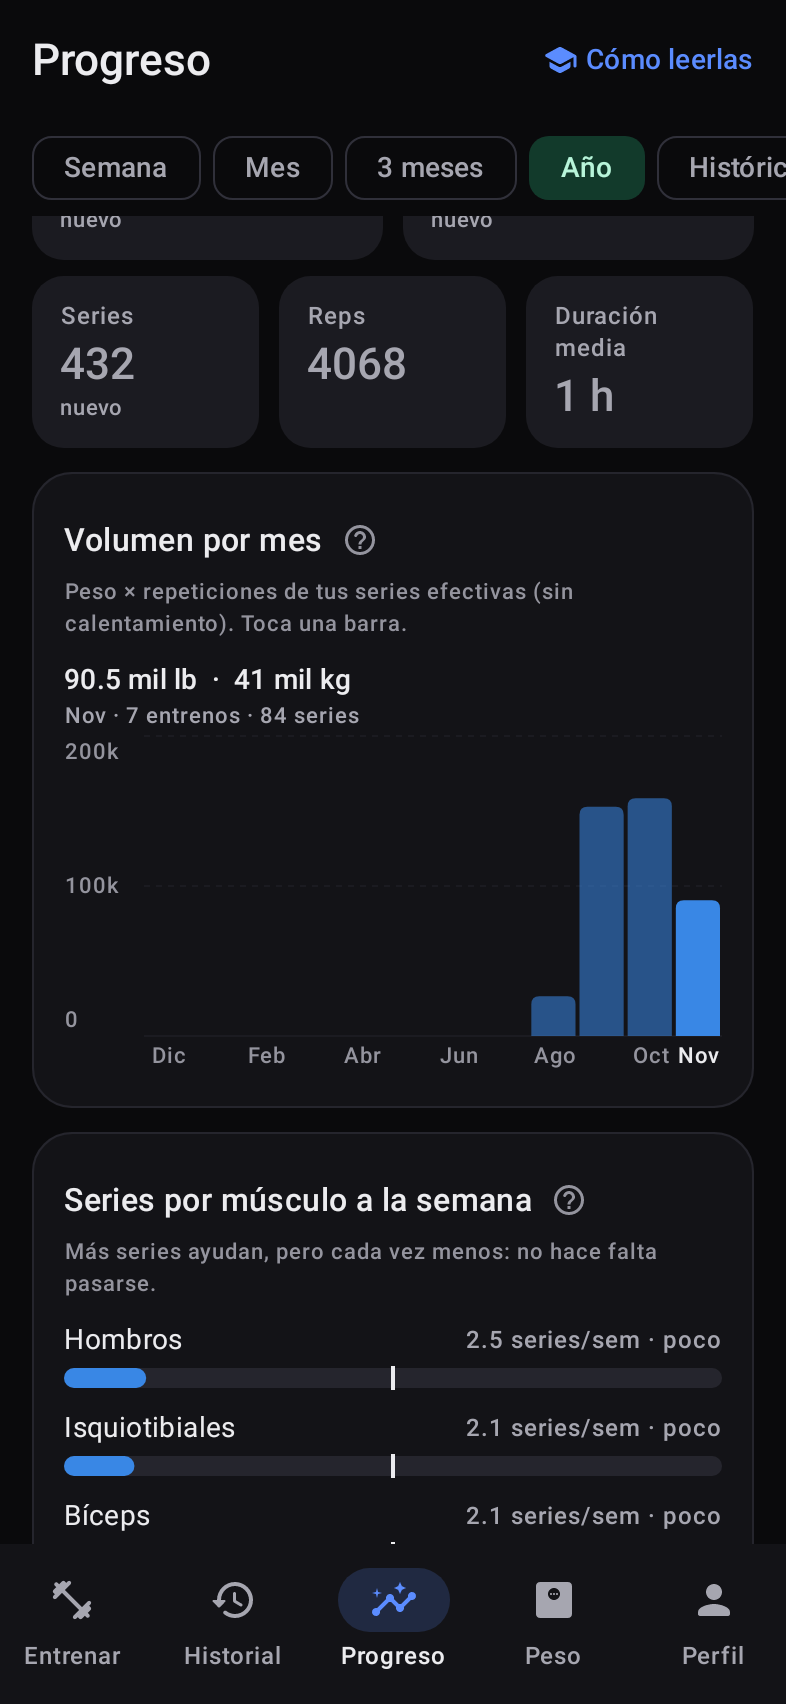 Progreso
Cómo leerlas
Semana
Mes
3 meses
Año
Históric
nuevo
nuevo
Series
432
nuevo
Reps
4068
Duración
media
1 h
Volumen por mes
Peso × repeticiones de tus series efectivas (sin
calentamiento). Toca una barra.
90.5 mil lb · 41 mil kg
Nov · 7 entrenos · 84 series
200k
100k
0
Dic
Feb
Abr
Jun
Ago
Oct
Nov
Series por músculo a la semana
Más series ayudan, pero cada vez menos: no hace falta
pasarse.
Hombros
2.5 series/sem · poco
Isquiotibiales
2.1 series/sem · poco
Bíceps
2.1 series/sem · poco
Entrenar
Historial
Progreso
Peso
Perfil